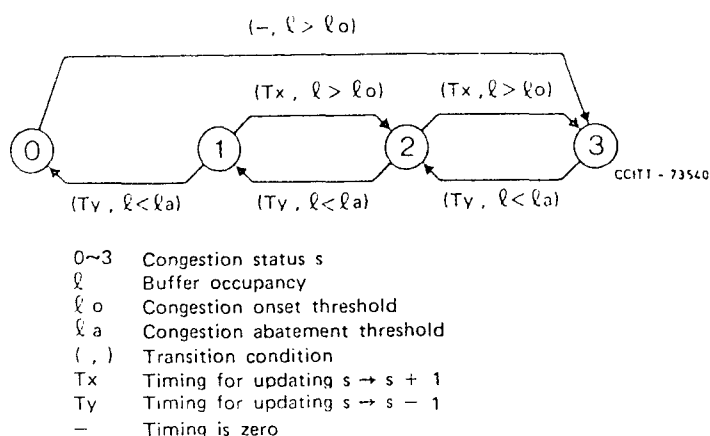 (-, ℓ > ℓo)
(Tx, ℓ > ℓo) (Tx, ℓ > ℓo)
0 1 2 3
CCITT - 73540
(Ty, ℓ < ℓa) (Ty, ℓ < ℓa) (Ty, ℓ < ℓa)
0~3 Congestion status s
ℓ Buffer occupancy
ℓo Congestion onset threshold
ℓa Congestion abatement threshold
( , ) Transition condition
Tx Timing for updating s → s + 1
Ty Timing for updating s → s − 1
− Timing is zero